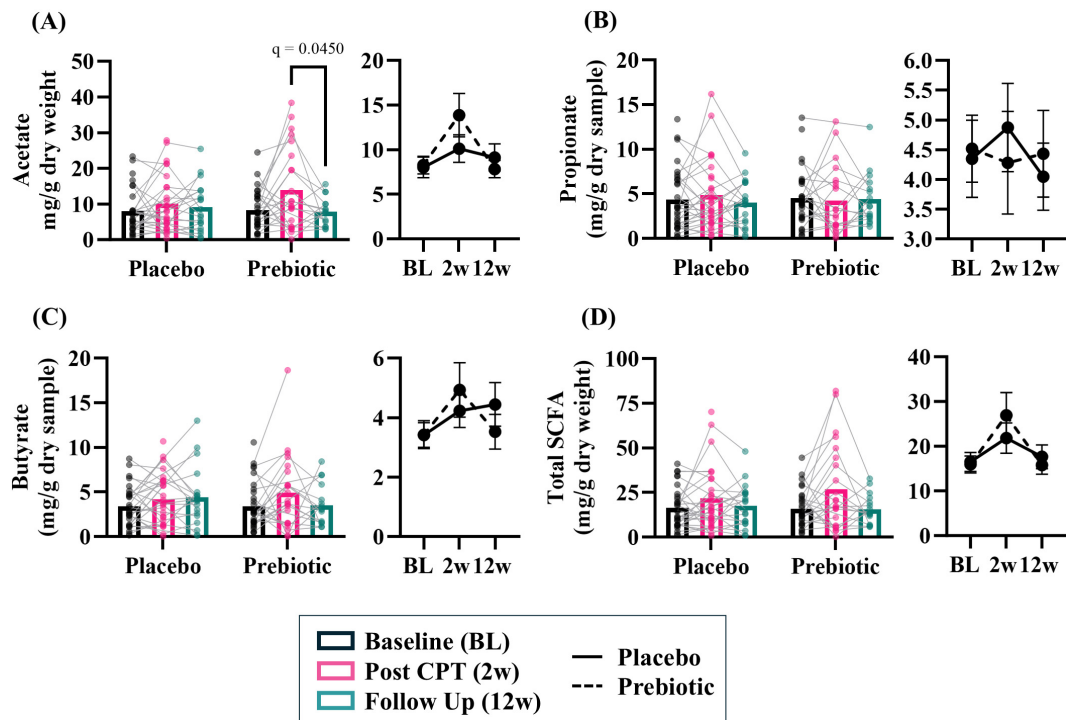 (A)
q = 0.0450
Acetate
mg/g dry weight
50
40
30
20
10
0
Placebo
Prebiotic
20
15
10
5
0
BL 2w 12w
(B)
Propionate
(mg/g dry sample)
20
15
10
5
0
Placebo
Prebiotic
6.0
5.5
5.0
4.5
4.0
3.5
3.0
BL 2w 12w
(C)
Butyrate
(mg/g dry sample)
20
15
10
5
0
Placebo
Prebiotic
6
4
2
0
BL 2w 12w
(D)
Total SCFA
(mg/g dry weight)
100
75
50
25
0
Placebo
Prebiotic
40
30
20
10
0
BL 2w 12w
Baseline (BL)
Post CPT (2w)
Follow Up (12w)
Placebo
Prebiotic